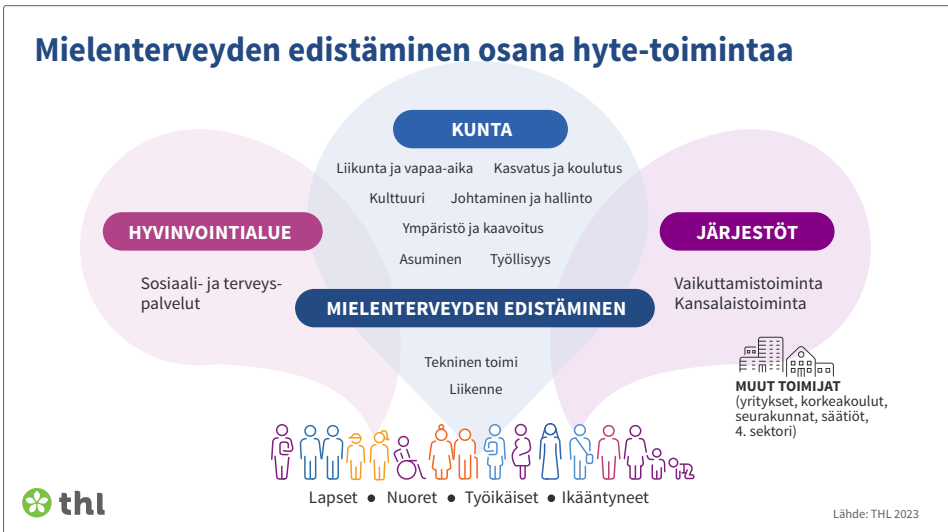 Mielenterveyden edistäminen osana hyte-toimintaa
KUNTA
Liikunta ja vapaa-aika Kasvatus ja koulutus
Kulttuuri Johtaminen ja hallinto
Ympäristö ja kaavoitus
Asuminen Työllisyys
HYVINVOINTIALUE
Sosiaali- ja terveys-
palvelut
JÄRJESTÖT
Vaikuttamistoiminta
Kansalaistoiminta
MIELENTERVEYDEN EDISTÄMINEN
Tekninen toimi
Liikenne
MUUT TOIMIJAT
(yritykset, korkeakoulut,
seurakunnat, säätiöt,
4. sektori)
Lapset ● Nuoret ● Työikäiset ● Ikääntyneet
thl
Lähde: THL 2023